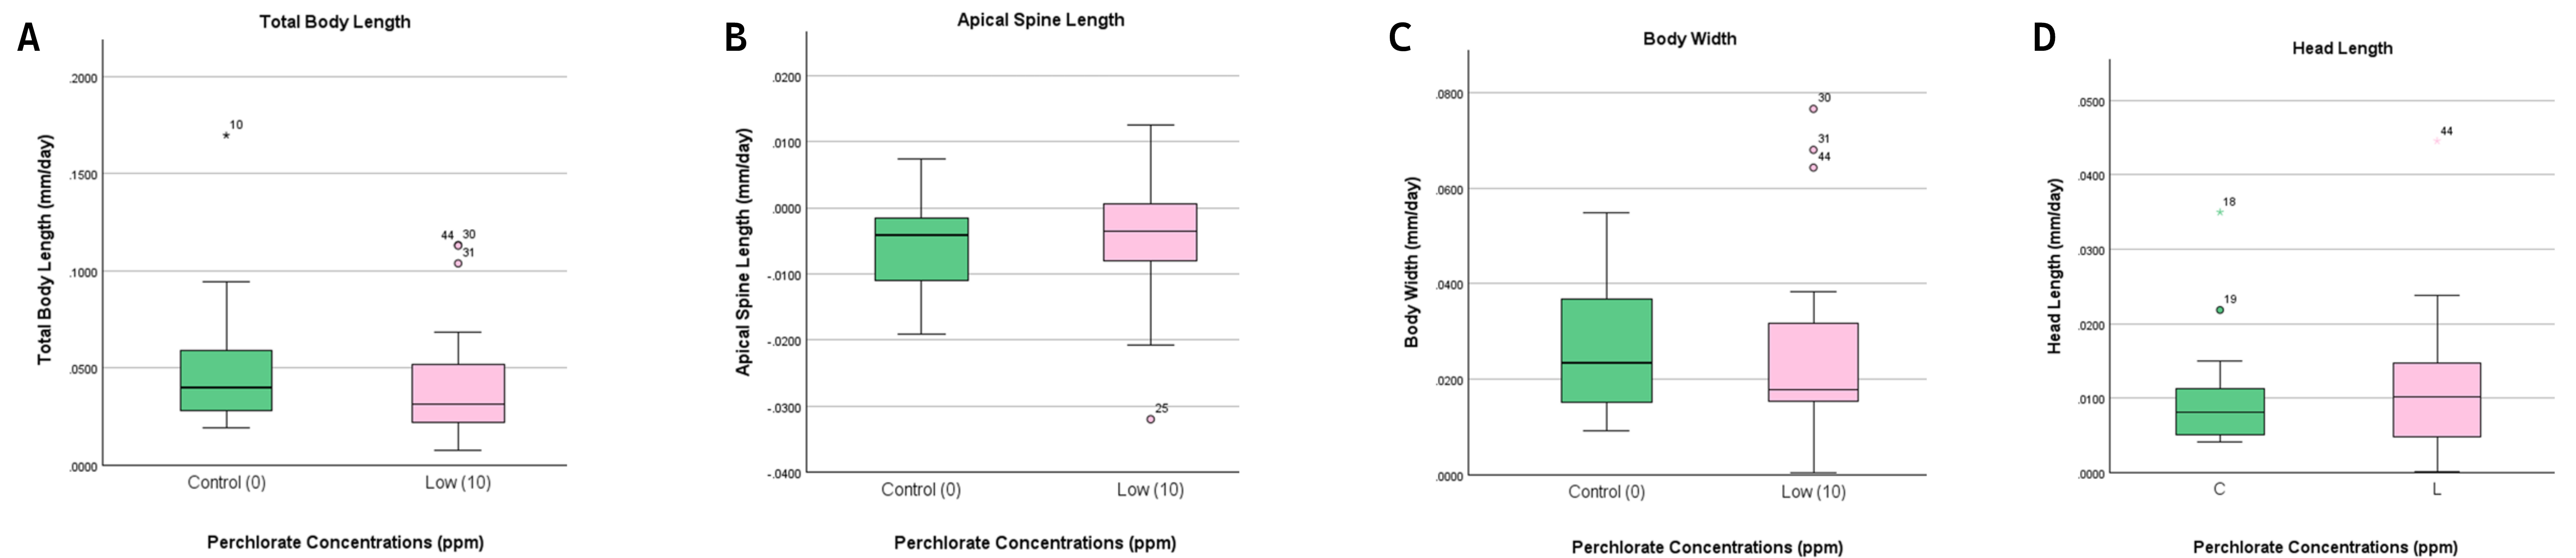 A
Total Body Length
Total Body Length (mm/day)
.2000
.1500
.1000
.0500
.0000
10
44 30
31
Control (0)
Low (10)
Perchlorate Concentrations (ppm)
B
Apical Spine Length
Apical Spine Length (mm/day)
.0200
.0100
.0000
-.0100
-.0200
-.0300
-.0400
25
Control (0)
Low (10)
Perchlorate Concentrations (ppm)
C
Body Width
Body Width (mm/day)
.0800
.0600
.0400
.0200
.0000
30
31
44
Control (0)
Low (10)
Perchlorate Concentrations (ppm)
D
Head Length
Head Length (mm/day)
.0500
.0400
.0300
.0200
.0100
.0000
18
19
44
C
L
Perchlorate Concentrations (ppm)